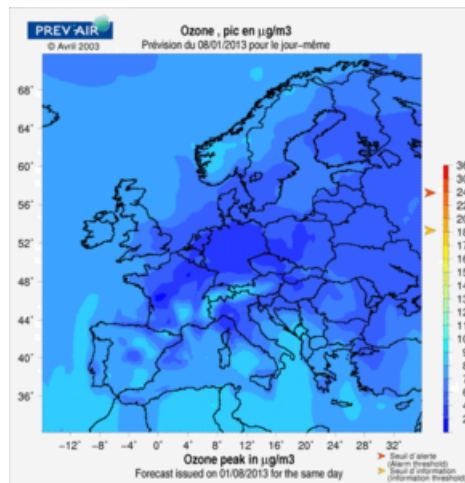 PREV'AIR
© Avril 2003
Ozone , pic en µg/m3
Prévision du 08/01/2013 pour le jour-même
68°
64°
60°
56°
52°
48°
44°
40°
36°
-12° -8° -4° 0° 4° 8° 12° 16° 20° 24° 28° 32°
Ozone peak in µg/m3
Forecast issued on 01/08/2013 for the same day
Seuil d'alerte
(Alarm threshold)
Seuil d'information
(Information threshold)